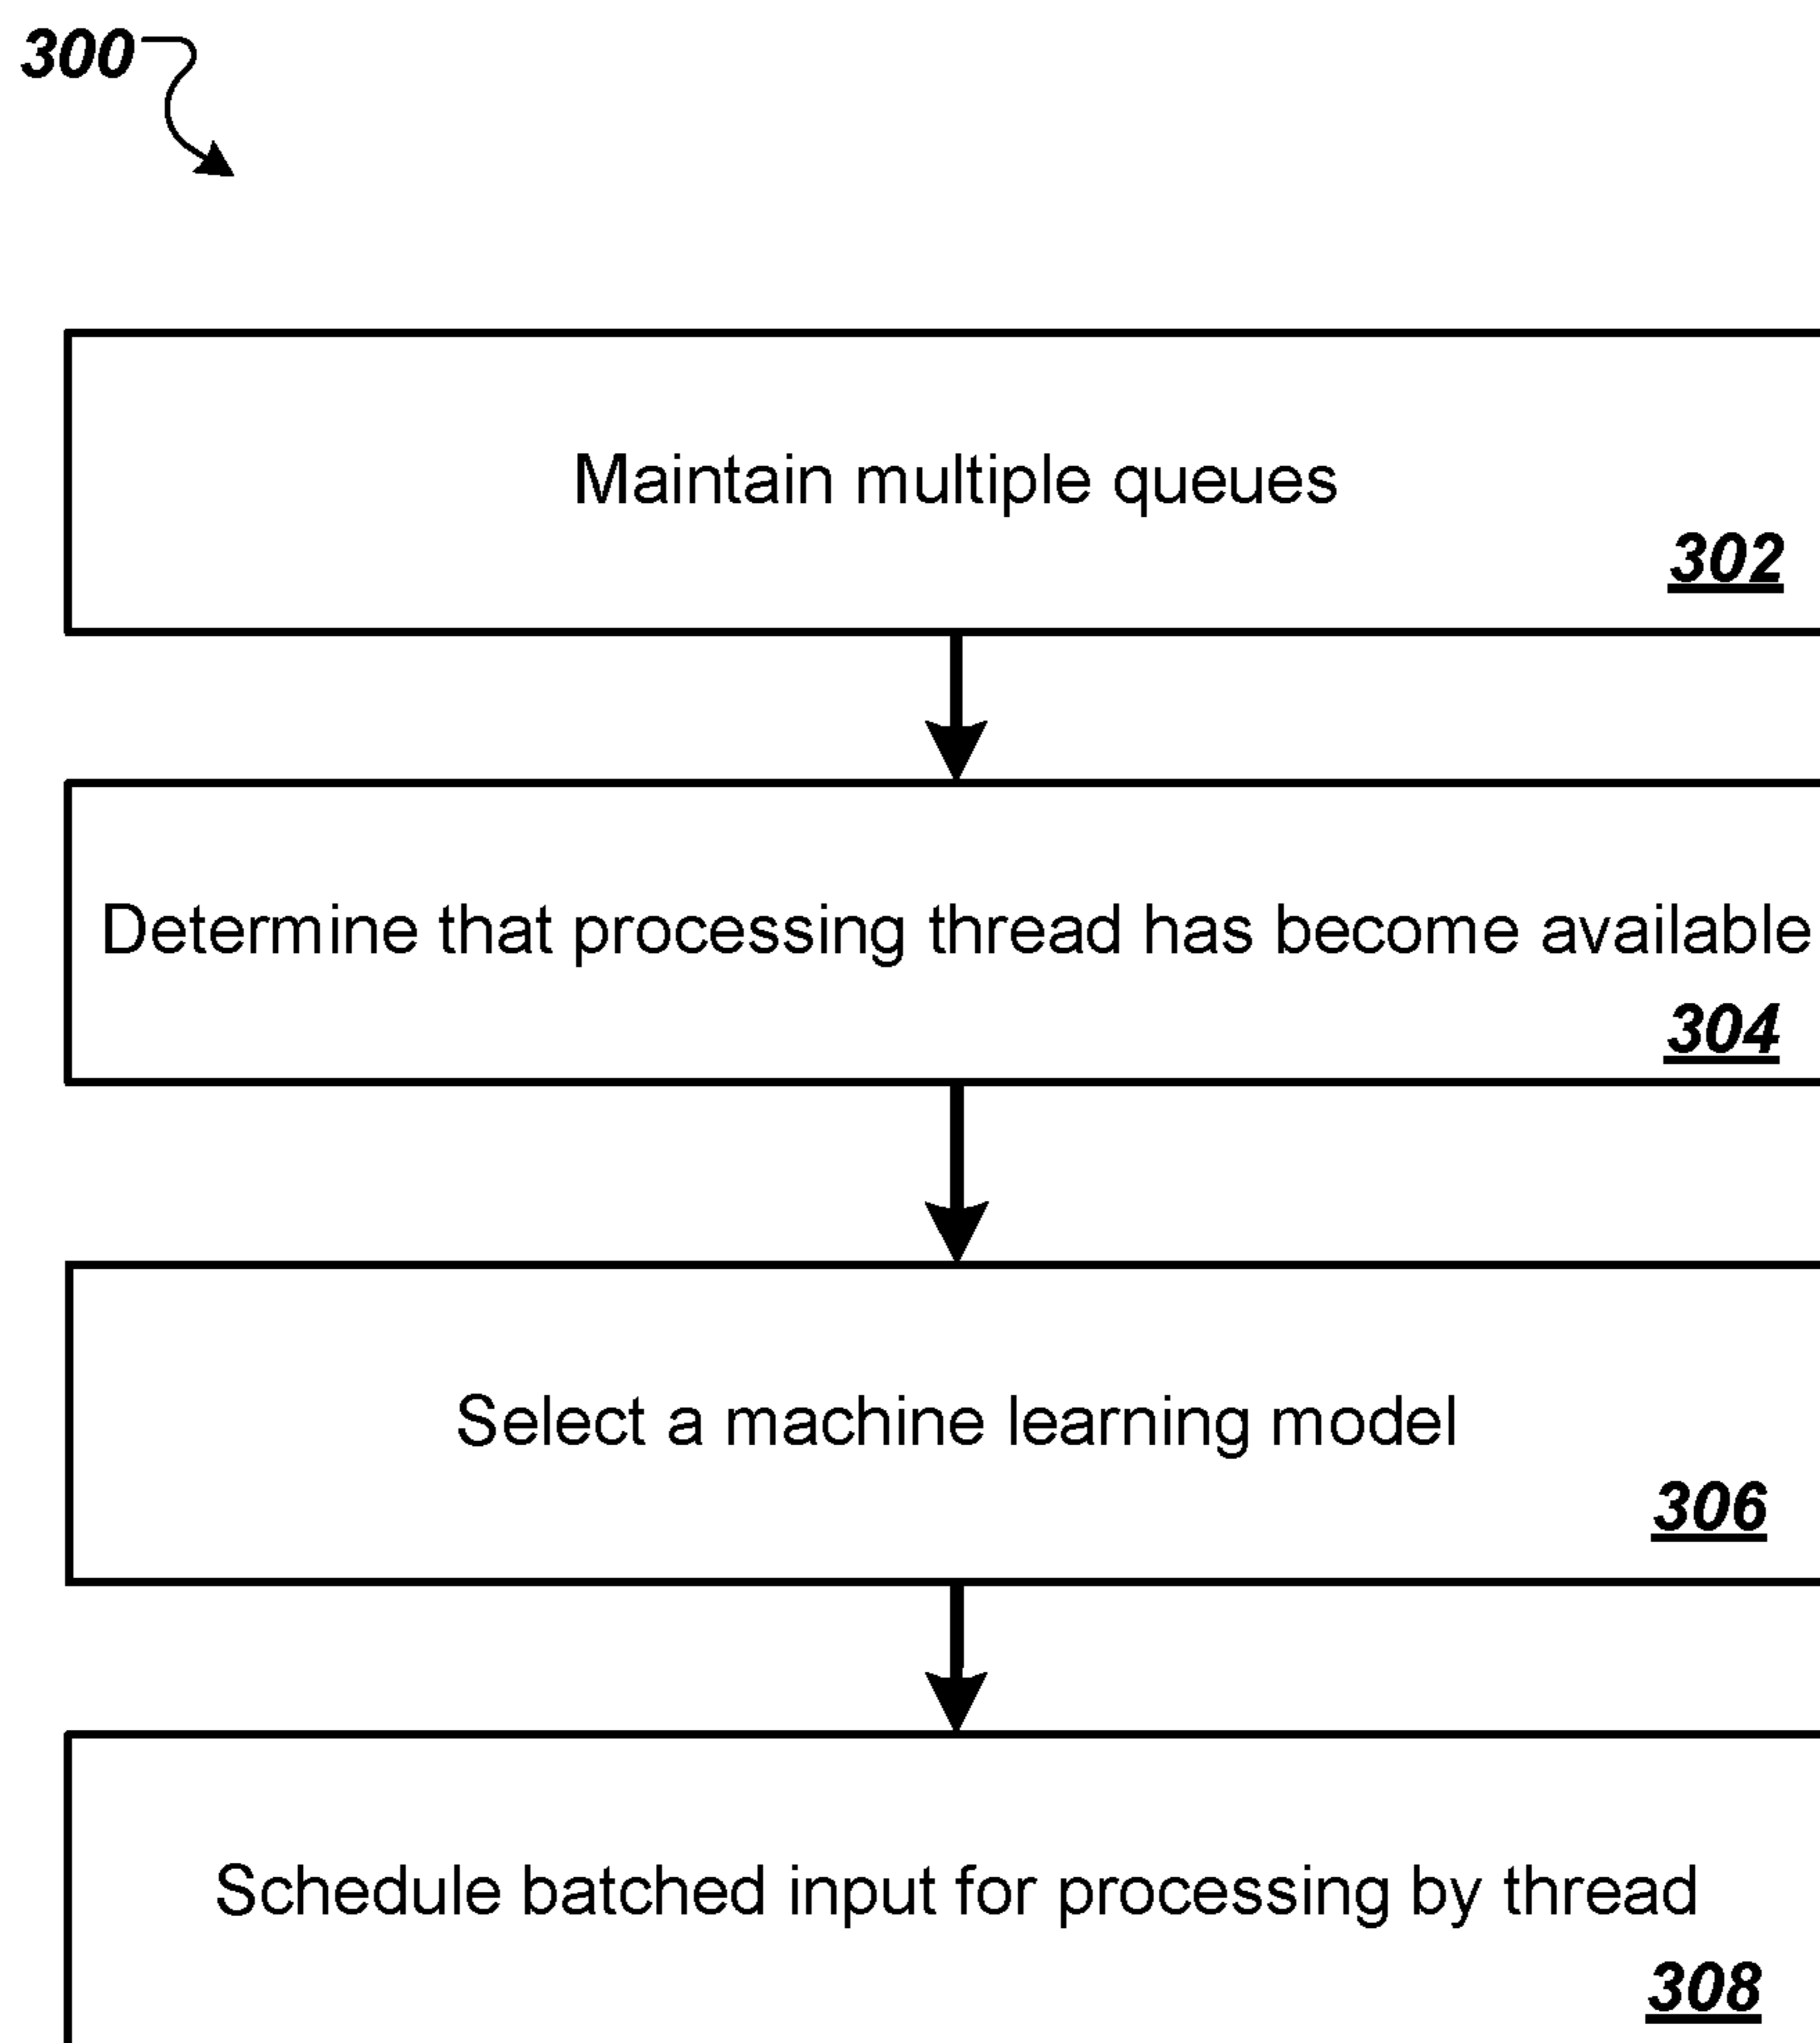 300
Maintain multiple queues
302
Determine that processing thread has become available
304
Select a machine learning model
306
Schedule batched input for processing by thread
308